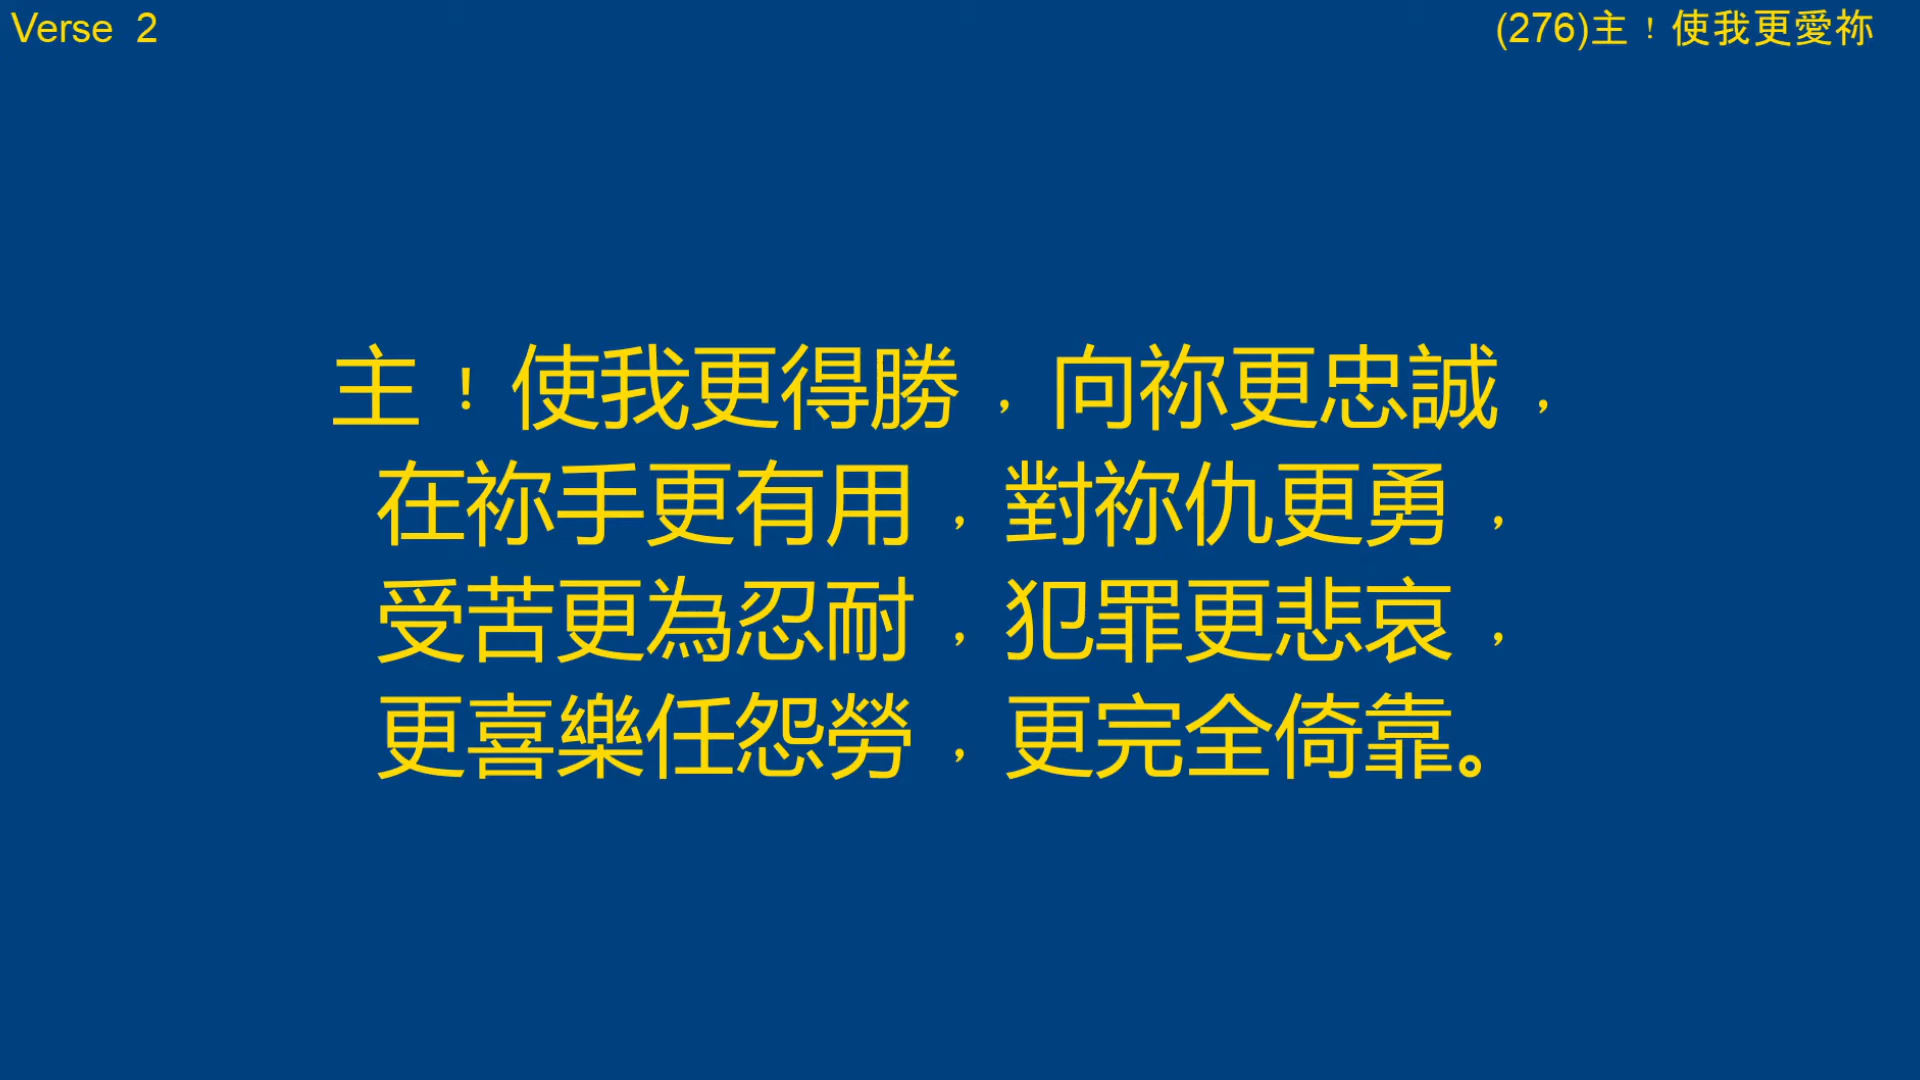 Verse 2
(276)主！使我更愛祢
主！使我更得勝，向祢更忠誠，
在祢手更有用，對祢仇更勇，
受苦更為忍耐，犯罪更悲哀，
更喜樂任怨勞，更完全倚靠。